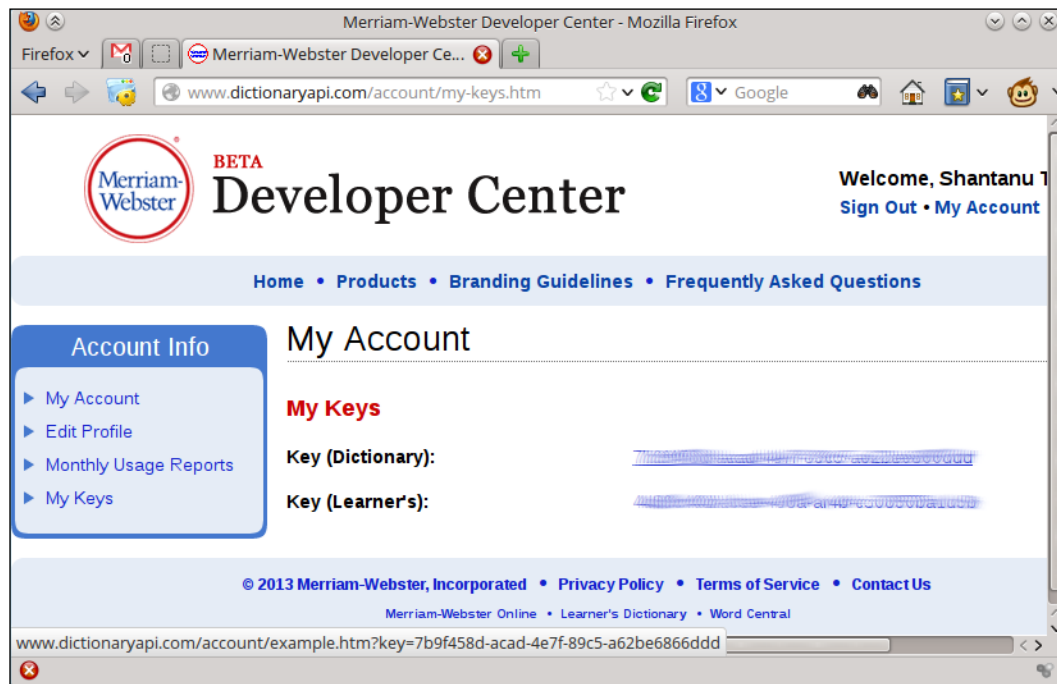 Merriam-Webster Developer Center - Mozilla Firefox
Firefox
0
Merriam-Webster Developer Ce...
www.dictionaryapi.com/account/my-keys.htm
8 Google
Merriam-
Webster
BETA
Developer Center
Welcome, Shantanu
Sign Out • My Account
Home • Products • Branding Guidelines • Frequently Asked Questions
Account Info
My Account
Edit Profile
Monthly Usage Reports
My Keys
My Account
My Keys
Key (Dictionary):
Key (Learner's):
© 2013 Merriam-Webster, Incorporated • Privacy Policy • Terms of Service • Contact Us
Merriam-Webster Online • Learner's Dictionary • Word Central
www.dictionaryapi.com/account/example.htm?key=7b9f458d-acad-4e7f-89c5-a62be6866ddd